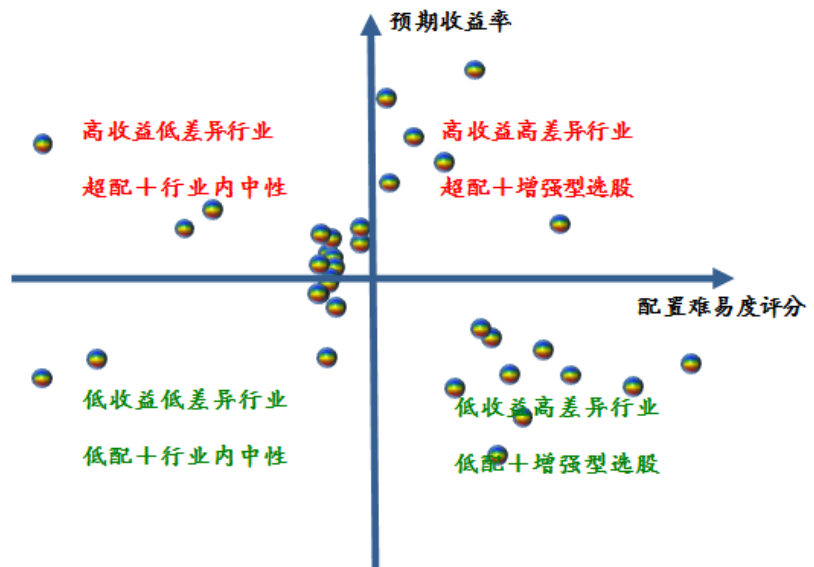 预期收益率
高收益低差异行业
超配＋行业内中性
高收益高差异行业
超配＋增强型选股
配置难易度评分
低收益低差异行业
低配＋行业内中性
低收益高差异行业
低配＋增强型选股